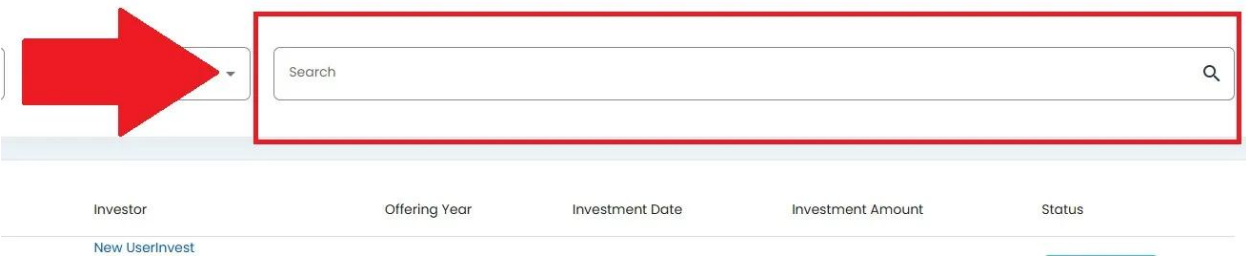 Search
Investor Offering Year Investment Date Investment Amount Status
New UserInvest